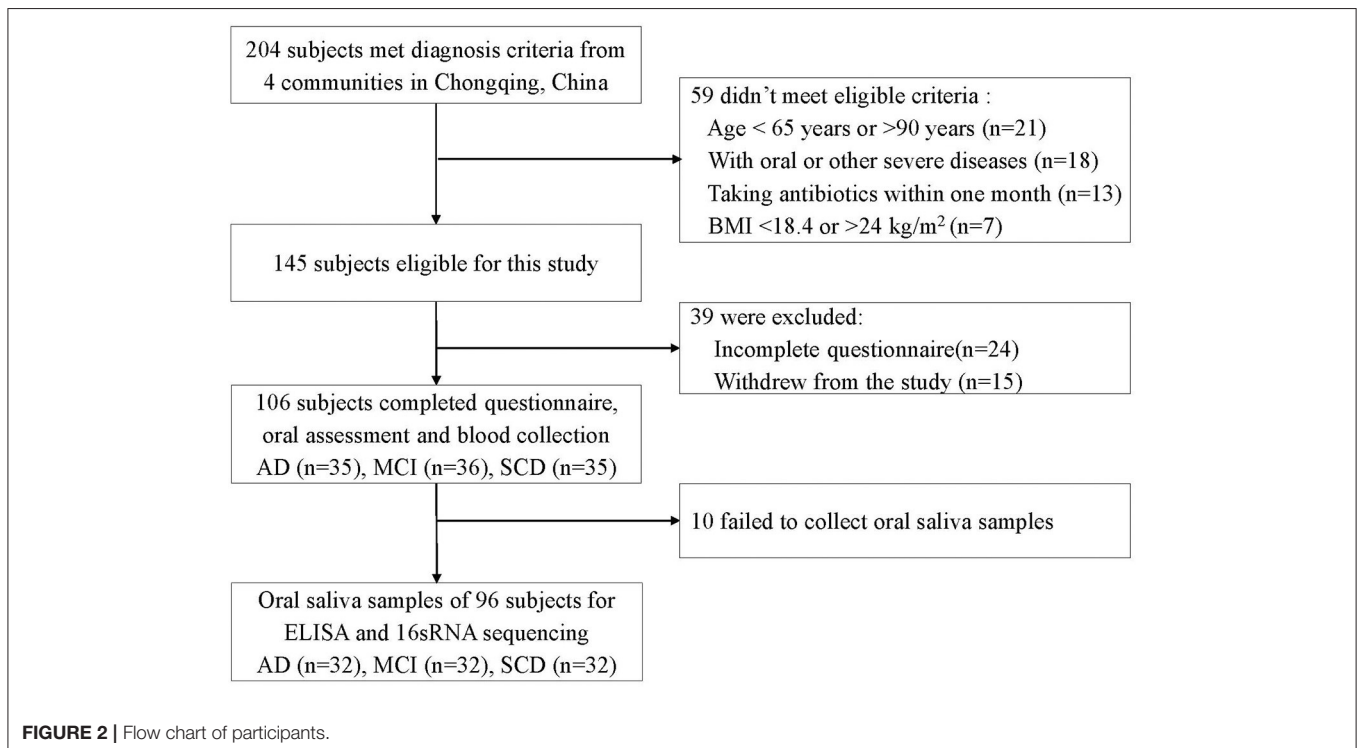 204 subjects met diagnosis criteria from
4 communities in Chongqing, China
59 didn't meet eligible criteria :
Age < 65 years or >90 years (n=21)
With oral or other severe diseases (n=18)
Taking antibiotics within one month (n=13)
BMI <18.4 or >24 kg/m² (n=7)
145 subjects eligible for this study
39 were excluded:
Incomplete questionnaire(n=24)
Withdrew from the study (n=15)
106 subjects completed questionnaire,
oral assessment and blood collection
AD (n=35), MCI (n=36), SCD (n=35)
10 failed to collect oral saliva samples
Oral saliva samples of 96 subjects for
ELISA and 16sRNA sequencing
AD (n=32), MCI (n=32), SCD (n=32)
FIGURE 2 | Flow chart of participants.